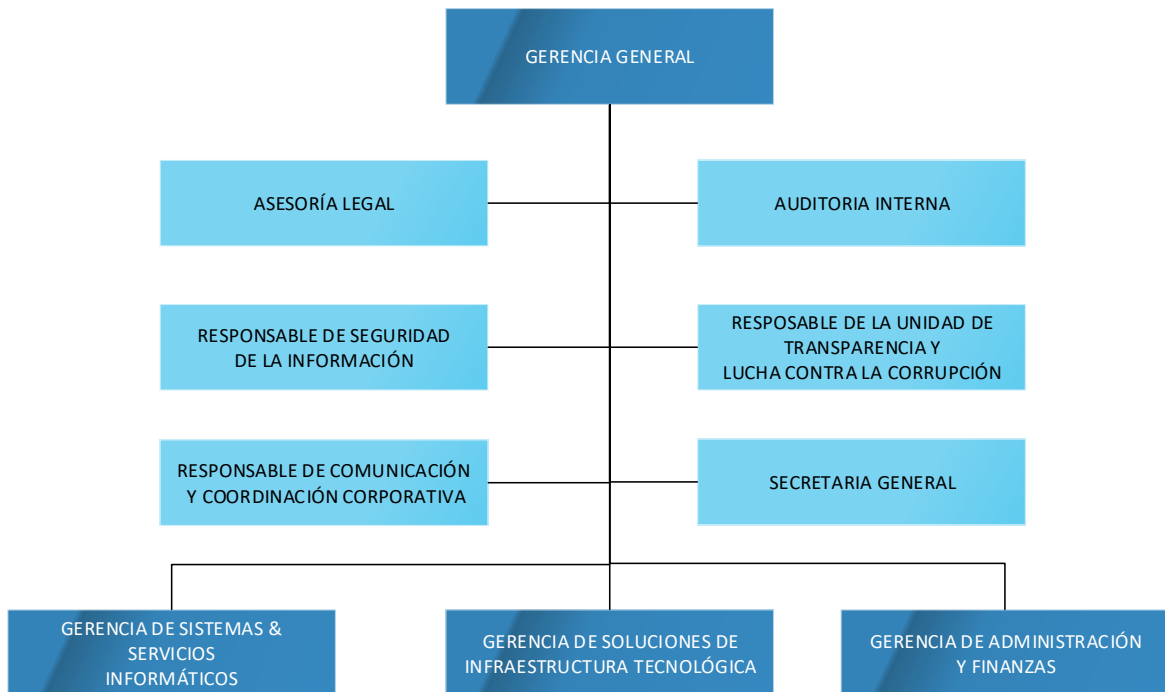 GERENCIA GENERAL
ASESORÍA LEGAL
AUDITORIA INTERNA
RESPONSABLE DE SEGURIDAD
DE LA INFORMACIÓN
RESPOSABLE DE LA UNIDAD DE
TRANSPARENCIA Y
LUCHA CONTRA LA CORRUPCIÓN
RESPONSABLE DE COMUNICACIÓN
Y COORDINACIÓN CORPORATIVA
SECRETARIA GENERAL
GERENCIA DE SISTEMAS &
SERVICIOS
INFORMÁTICOS
GERENCIA DE SOLUCIONES DE
INFRAESTRUCTURA TECNOLÓGICA
GERENCIA DE ADMINISTRACIÓN
Y FINANZAS